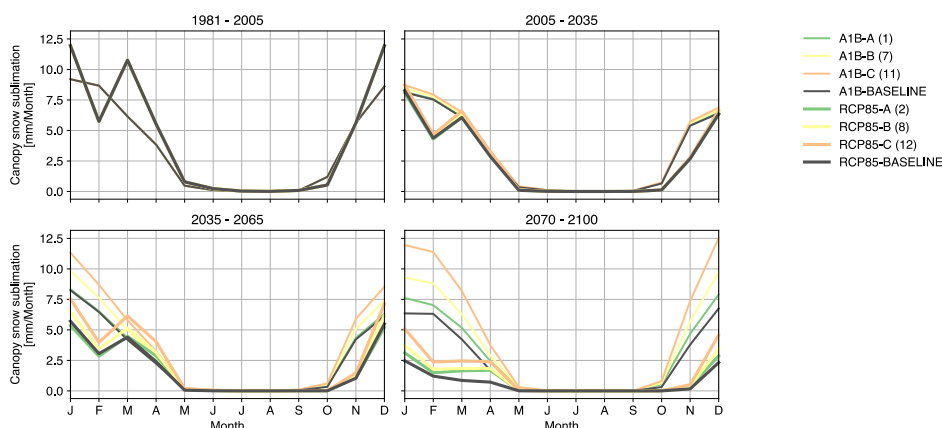 1981 - 2005
2005 - 2035
12.5
10.0
7.5
5.0
2.5
0.0
Canopy snow sublimation
[mm/Month]
A1B-A (1)
A1B-B (7)
A1B-C (11)
A1B-BASELINE
RCP85-A (2)
RCP85-B (8)
RCP85-C (12)
RCP85-BASELINE
2035 - 2065
2070 - 2100
12.5
10.0
7.5
5.0
2.5
0.0
Canopy snow sublimation
[mm/Month]
J F M A M J J A S O N D
J F M A M J J A S O N D
Month
Month